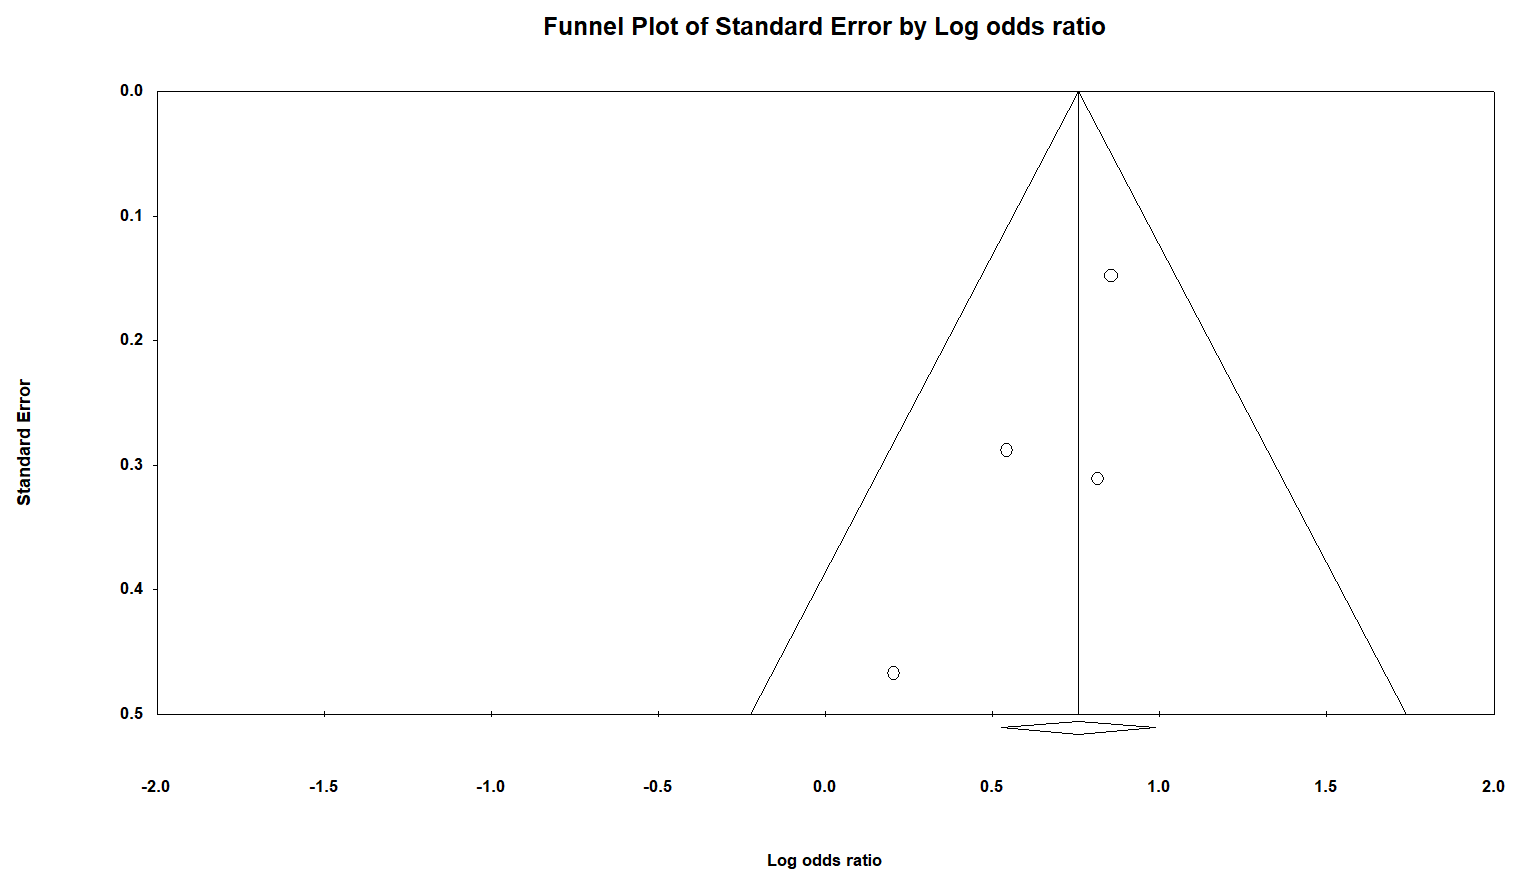 Funnel Plot of Standard Error by Log odds ratio
0.0
0.1
0.2
Standard Error
0.3
0.4
0.5
-2.0 -1.5 -1.0 -0.5 0.0 0.5 1.0 1.5 2.0
Log odds ratio